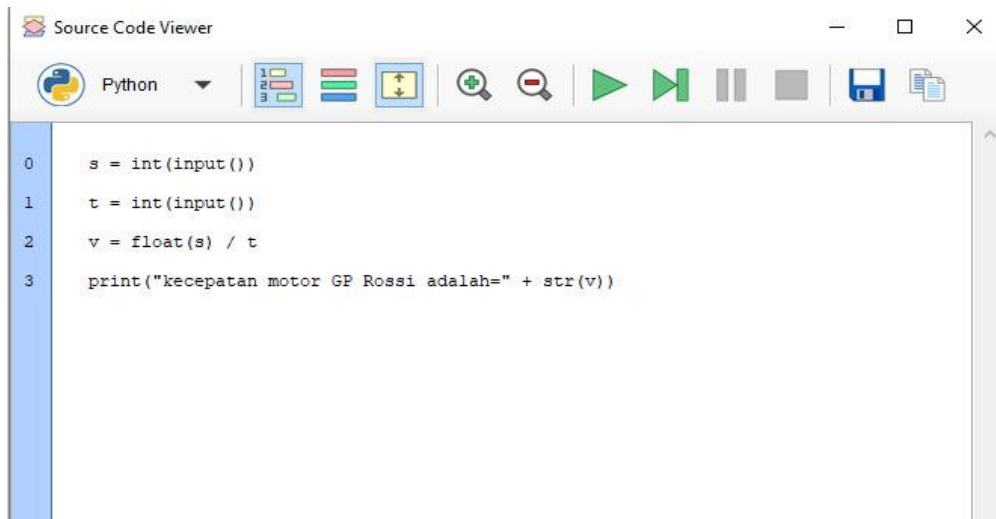 Source Code Viewer
Python
0 s = int(input())
1 t = int(input())
2 v = float(s) / t
3 print("kecepatan motor GP Rossi adalah=" + str(v))